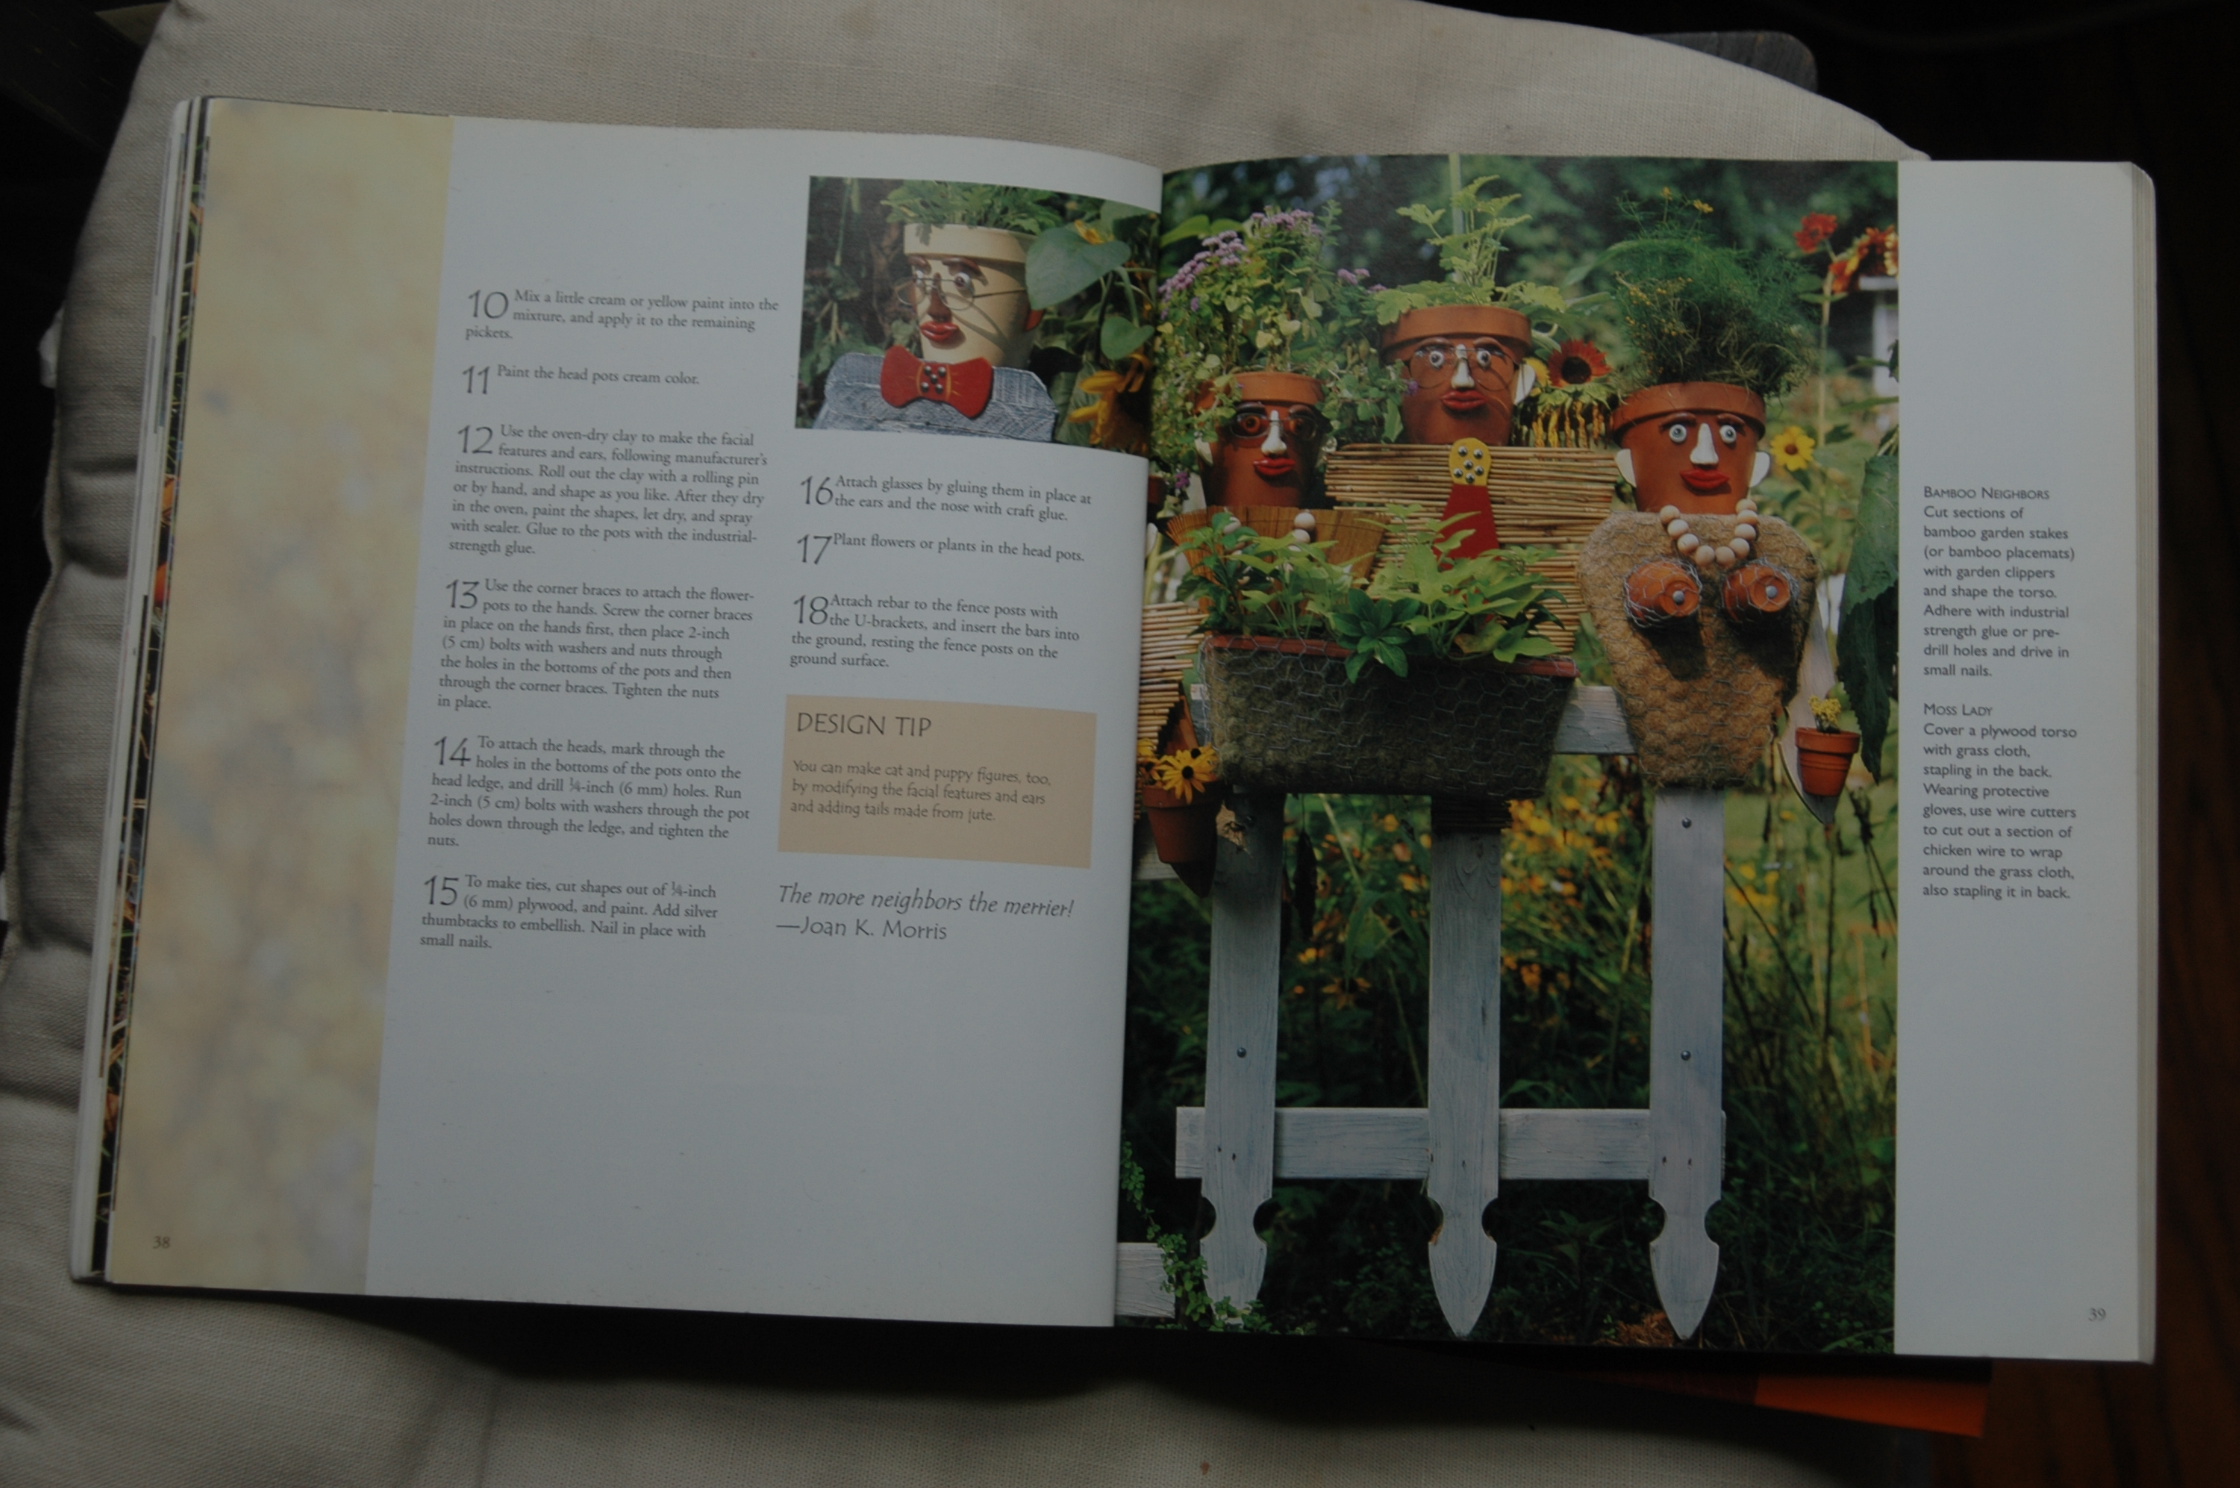 10 Mix a little cream or yellow paint into the
mixture, and apply it to the remaining
pickets.
11 Paint the head pots cream color.
12 Use the oven-dry clay to make the facial
features and ears, following manufacturer's
instructions. Roll out the clay with a rolling pin
or by hand, and shape as you like. After they dry
in the oven, paint the shapes, let dry, and spray
with sealer. Glue to the pots with the industrial-
strength glue.
13 Use the corner braces to attach the flower-
pots to the hands. Screw the corner braces
in place on the hands first, then place 2-inch
(5 cm) bolts with washers and nuts through
the holes in the bottoms of the pots and then
through the corner braces. Tighten the nuts
in place.
14 To attach the heads, mark through the
holes in the bottoms of the pots onto the
head ledge, and drill ¼-inch (6 mm) holes. Run
2-inch (5 cm) bolts with washers through the pot
holes down through the ledge, and tighten the
nuts.
15 To make ties, cut shapes out of ¼-inch
(6 mm) plywood, and paint. Add silver
thumbtacks to embellish. Nail in place with
small nails.
38
16 Attach glasses by gluing them in place at
the ears and the nose with craft glue.
17 Plant flowers or plants in the head pots.
18 Attach rebar to the fence posts with
the U-brackets, and insert the bars into
the ground, resting the fence posts on the
ground surface.
DESIGN TIP
You can make cat and puppy figures, too,
by modifying the facial features and ears
and adding tails made from jute.
The more neighbors the merrier!
—Joan K. Morris
BAMBOO NEIGHBORS
Cut sections of
bamboo garden stakes
(or bamboo placemats)
with garden clippers
and shape the torso.
Adhere with industrial
strength glue or pre-
drill holes and drive in
small nails.
MOSS LADY
Cover a plywood torso
with grass cloth,
stapling in the back.
Wearing protective
gloves, use wire cutters
to cut out a section of
chicken wire to wrap
around the grass cloth,
also stapling it in back.
39